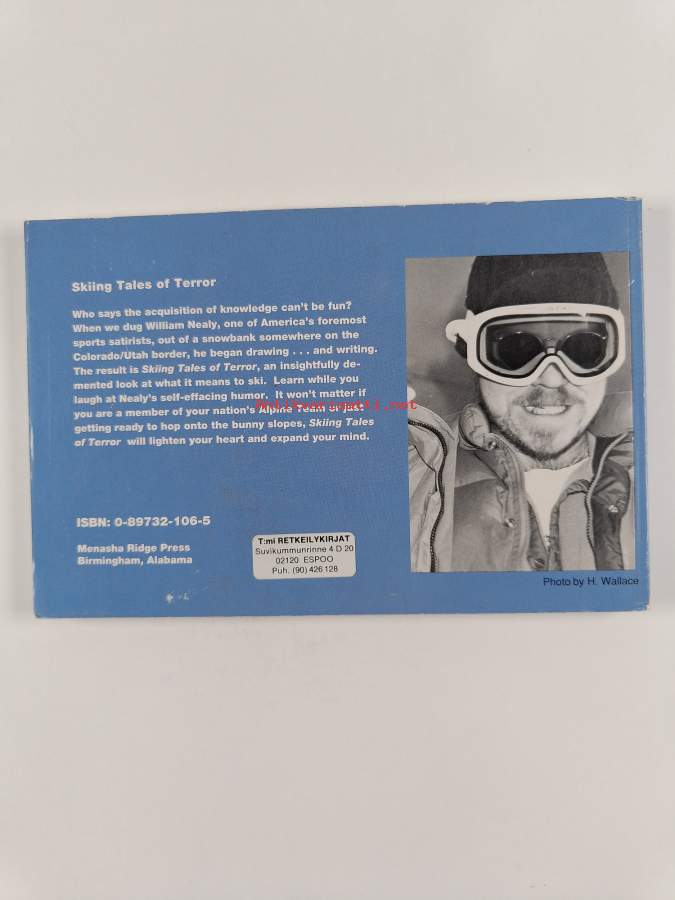 Skiing Tales of Terror
Who says the acquisition of knowledge can't be fun?
When we dug William Nealy, one of America's foremost
sports satirists, out of a snowbank somewhere on the
Colorado/Utah border, he began drawing . . . and writing.
The result is Skiing Tales of Terror, an insightfully de-
mented look at what it means to ski. Learn while you
laugh at Nealy's self-effacing humor. It won't matter if
you are a member of your nation's Alpine Team or just
getting ready to hop onto the bunny slopes, Skiing Tales
of Terror will lighten your heart and expand your mind.
Antikvariaatti.net
ISBN: 0-89732-106-5
Menasha Ridge Press
Birmingham, Alabama
T:mi RETKEILYKIRJAT
Suvikummunrinne 4 D 20
02120 ESPOO
Puh. (90) 426 128
Photo by H. Wallace